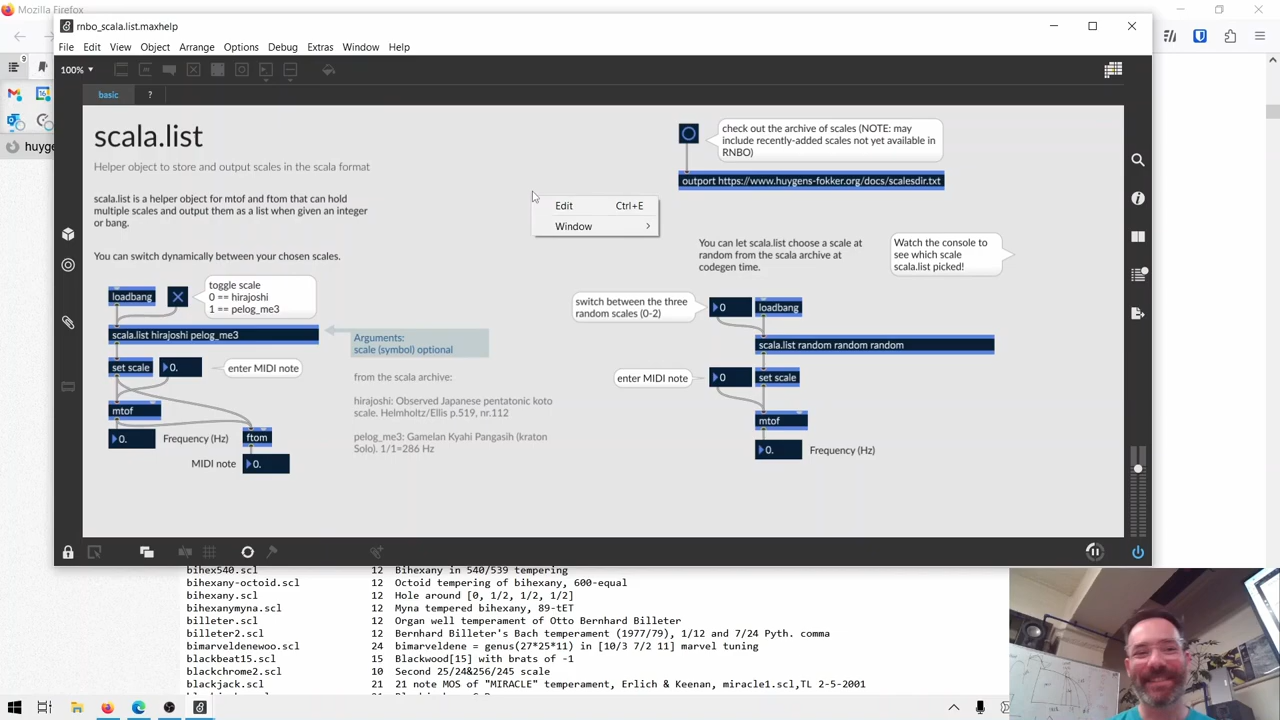 Mozilla Firefox
rnbo_scala.list.maxhelp
File Edit View Object Arrange Options Debug Extras Window Help
100%
basic ?
scala.list
Helper object to store and output scales in the scala format
scala.list is a helper object for mtof and ftom that can hold
multiple scales and output them as a list when given an integer
or bang.
You can switch dynamically between your chosen scales.
loadbang
toggle scale
0 == hirajoshi
1 == pelog_me3
scala.list hirajoshi pelog_me3
Arguments:
scale (symbol) optional
set scale
0.
enter MIDI note
from the scala archive:
hirajoshi: Observed Japanese pentatonic koto
scale. Helmholtz/Ellis p.519, nr.112
pelog_me3: Gamelan Kyahi Pangasih (kraton
Solo). 1/1=286 Hz
mtof
0.
Frequency (Hz)
ftom
MIDI note
0.
Edit Ctrl+E
Window
check out the archive of scales (NOTE: may
include recently-added scales not yet available in
RNBO)
outport https://www.huygens-fokker.org/docs/scalesdir.txt
You can let scala.list choose a scale at
random from the scala archive at
codegen time.
Watch the console to
see which scale
scala.list picked!
switch between the three
random scales (0-2)
0
loadbang
scala.list random random random
enter MIDI note
0
set scale
mtof
0.
Frequency (Hz)
huyge
9
bihex540.scl 12 Bihexany in 540/539 tempering
bihexany-octoid.scl 12 Octoid tempering of bihexany, 600-equal
bihexany.scl 12 Hole around [0, 1/2, 1/2, 1/2]
bihexanymyna.scl 12 Myna tempered bihexany, 89-tET
billeter.scl 12 Organ well temperament of Otto Bernhard Billeter
billeter2.scl 12 Bernhard Billeter's Bach temperament (1977/79), 1/12 and 7/24 Pyth. comma
bimarveldenewoo.scl 24 bimarveldene = genus(27*25*11) in [10/3 7/2 11] marvel tuning
blackbeat15.scl 15 Blackwood[15] with brats of -1
blackchrome2.scl 10 Second 25/24&256/245 scale
blackjack.scl 21 21 note MOS of "MIRACLE" temperament, Erlich & Keenan, miracle1.scl,TL 2-5-2001